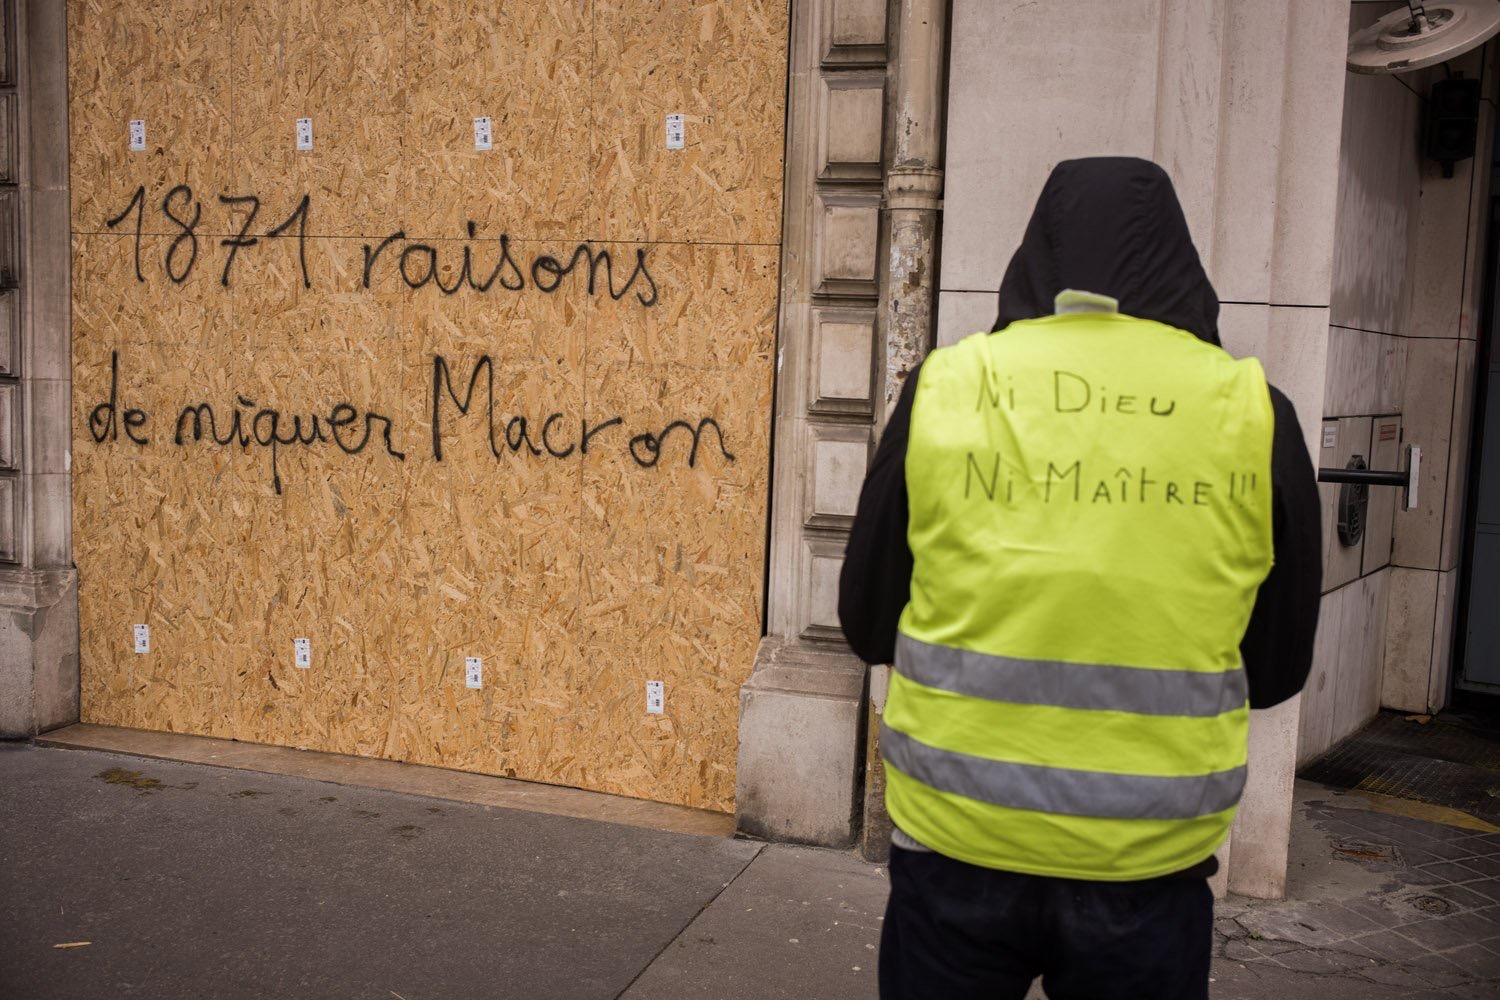 1871 raisons
de niquer Macron
Ni Dieu
Ni Maître !!!